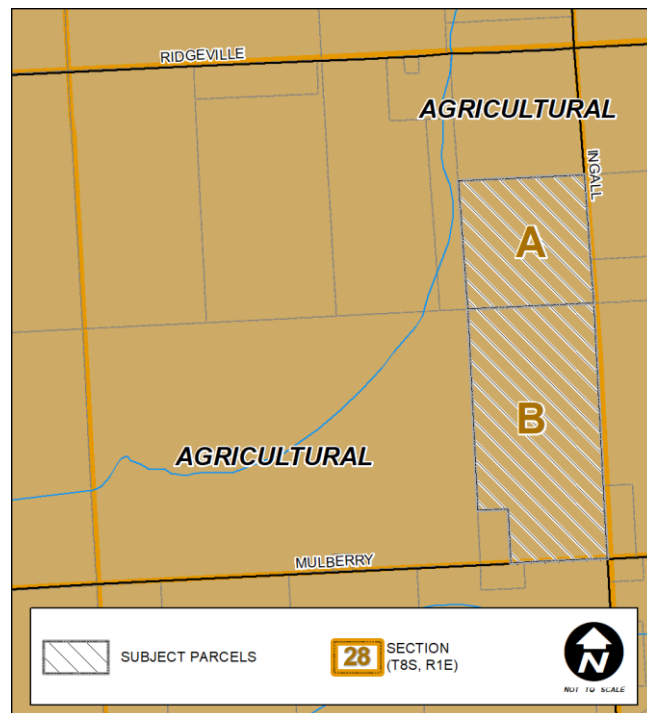 RIDGEVILLE
AGRICULTURAL
INGALL
A
B
AGRICULTURAL
MULBERRY
SUBJECT PARCELS
28
SECTION
(T8S, R1E)
N
NOT TO SCALE